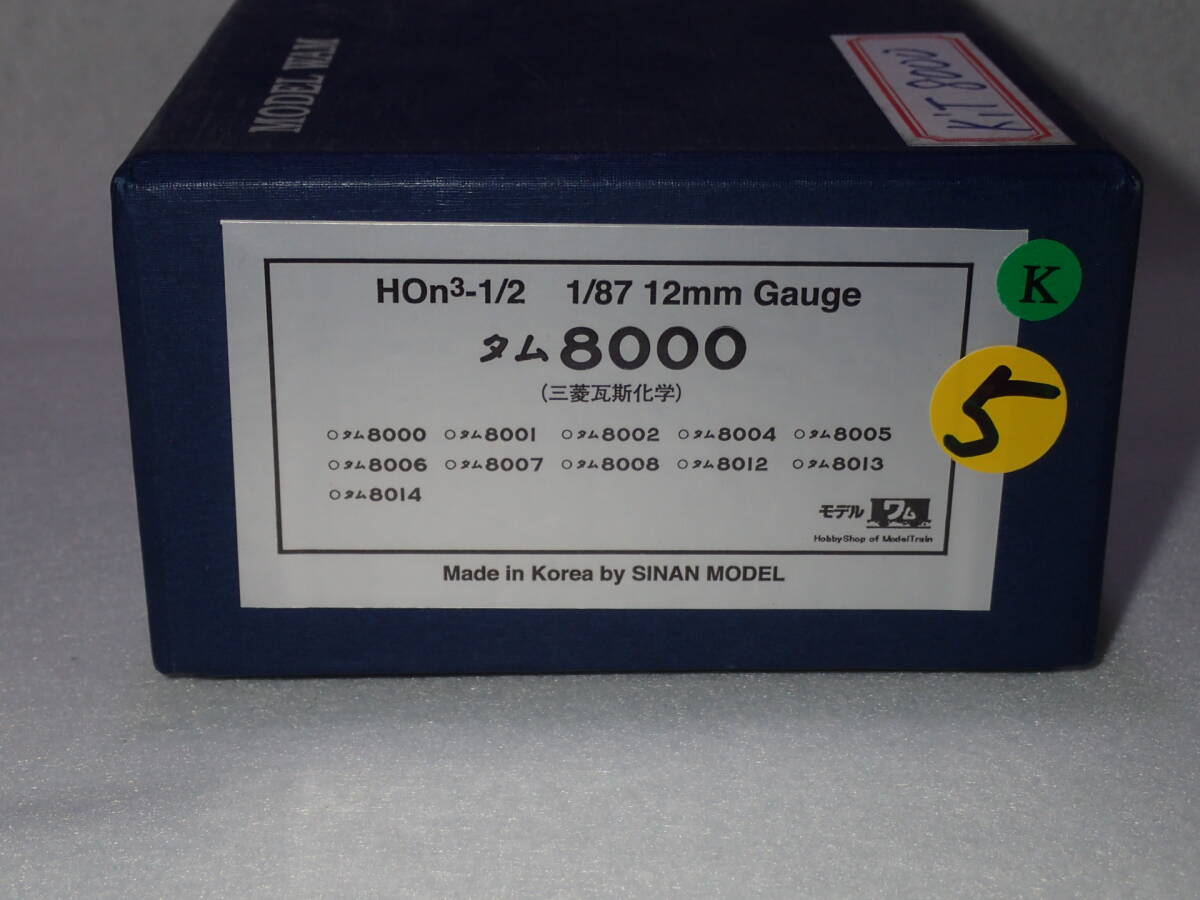 MODEL WAM
KiT 8800
HOn3-1/2 1/87 12mm Gauge
タム8000
(三菱瓦斯化学)
○タム8000 ○タム8001 ○タム8002 ○タム8004 ○タム8005
○タム8006 ○タム8007 ○タム8008 ○タム8012 ○タム8013
○タム8014
モデルワム
HobbyShop of ModelTrain
Made in Korea by SINAN MODEL
K
5